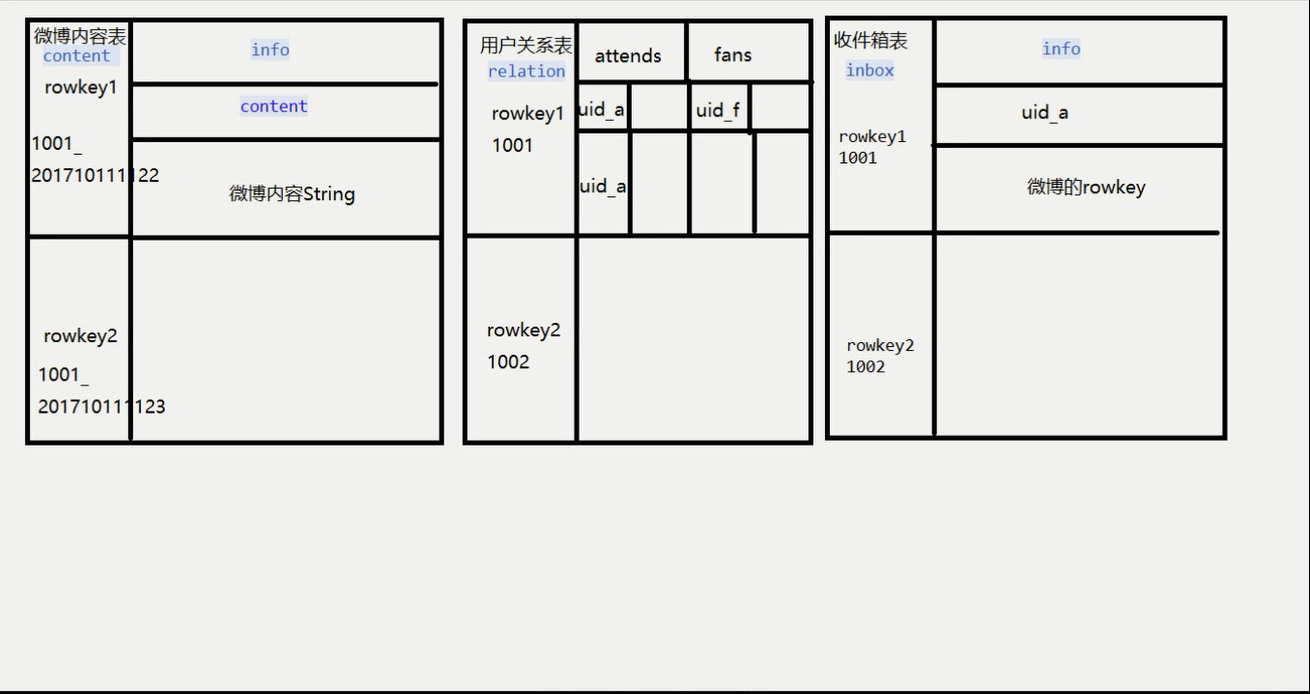 微博内容表
content
rowkey1
1001_
201710111122
info
content
微博内容String
rowkey2
1001_
201710111123
用户关系表
relation
rowkey1
1001
attends
fans
uid_a
uid_f
uid_a
rowkey2
1002
收件箱表
inbox
rowkey1
1001
info
uid_a
微博的rowkey
rowkey2
1002